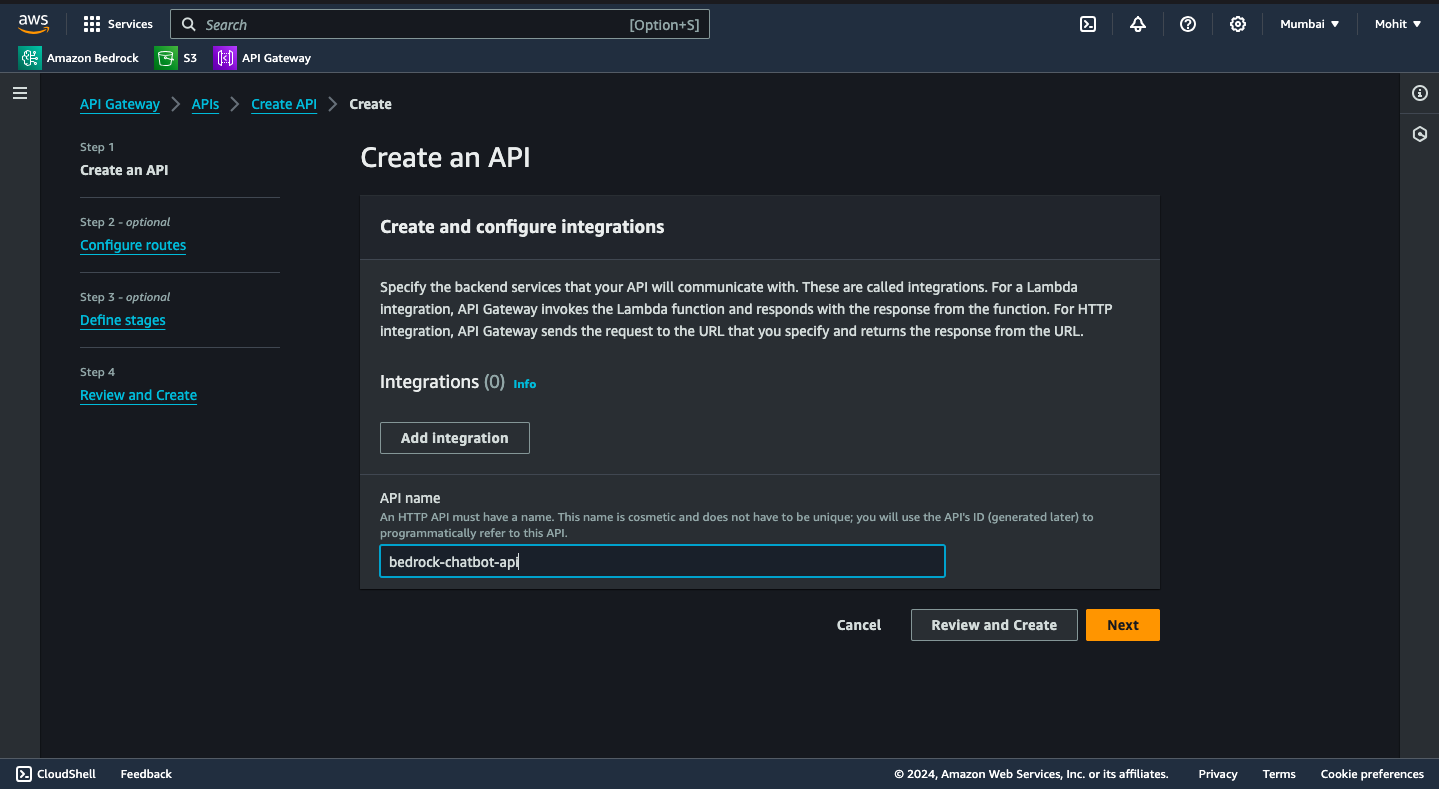 aws
Services
Search
[Option+S]
Mumbai
Mohit
Amazon Bedrock
S3
API Gateway
API Gateway
APIs
Create API
Create
Step 1
Create an API
Step 2 - optional
Configure routes
Step 3 - optional
Define stages
Step 4
Review and Create
Create an API
Create and configure integrations
Specify the backend services that your API will communicate with. These are called integrations. For a Lambda
integration, API Gateway invokes the Lambda function and responds with the response from the function. For HTTP
integration, API Gateway sends the request to the URL that you specify and returns the response from the URL.
Integrations (0) Info
Add integration
API name
An HTTP API must have a name. This name is cosmetic and does not have to be unique; you will use the API's ID (generated later) to
programmatically refer to this API.
bedrock-chatbot-api
Cancel
Review and Create
Next
CloudShell
Feedback
© 2024, Amazon Web Services, Inc. or its affiliates.
Privacy
Terms
Cookie preferences